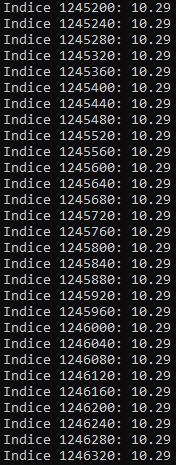 Indice 1245200: 10.29
Indice 1245240: 10.29
Indice 1245280: 10.29
Indice 1245320: 10.29
Indice 1245360: 10.29
Indice 1245400: 10.29
Indice 1245440: 10.29
Indice 1245480: 10.29
Indice 1245520: 10.29
Indice 1245560: 10.29
Indice 1245600: 10.29
Indice 1245640: 10.29
Indice 1245680: 10.29
Indice 1245720: 10.29
Indice 1245760: 10.29
Indice 1245800: 10.29
Indice 1245840: 10.29
Indice 1245880: 10.29
Indice 1245920: 10.29
Indice 1245960: 10.29
Indice 1246000: 10.29
Indice 1246040: 10.29
Indice 1246080: 10.29
Indice 1246120: 10.29
Indice 1246160: 10.29
Indice 1246200: 10.29
Indice 1246240: 10.29
Indice 1246280: 10.29
Indice 1246320: 10.29